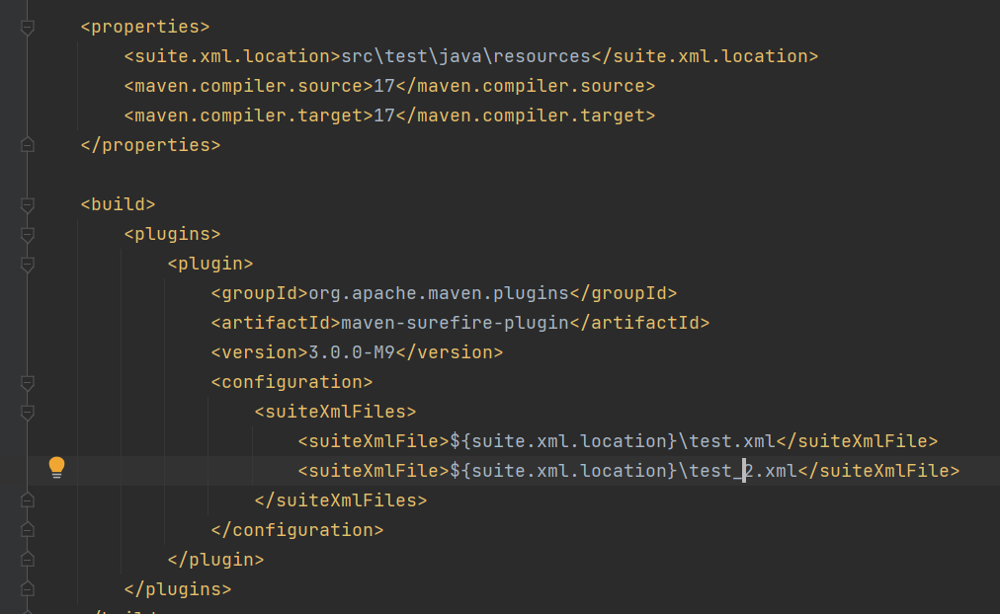 <properties>
<suite.xml.location>src\test\java\resources</suite.xml.location>
<maven.compiler.source>17</maven.compiler.source>
<maven.compiler.target>17</maven.compiler.target>
</properties>
<build>
<plugins>
<plugin>
<groupId>org.apache.maven.plugins</groupId>
<artifactId>maven-surefire-plugin</artifactId>
<version>3.0.0-M9</version>
<configuration>
<suiteXmlFiles>
<suiteXmlFile>${suite.xml.location}\test.xml</suiteXmlFile>
<suiteXmlFile>${suite.xml.location}\test_2.xml</suiteXmlFile>
</suiteXmlFiles>
</configuration>
</plugin>
</plugins>